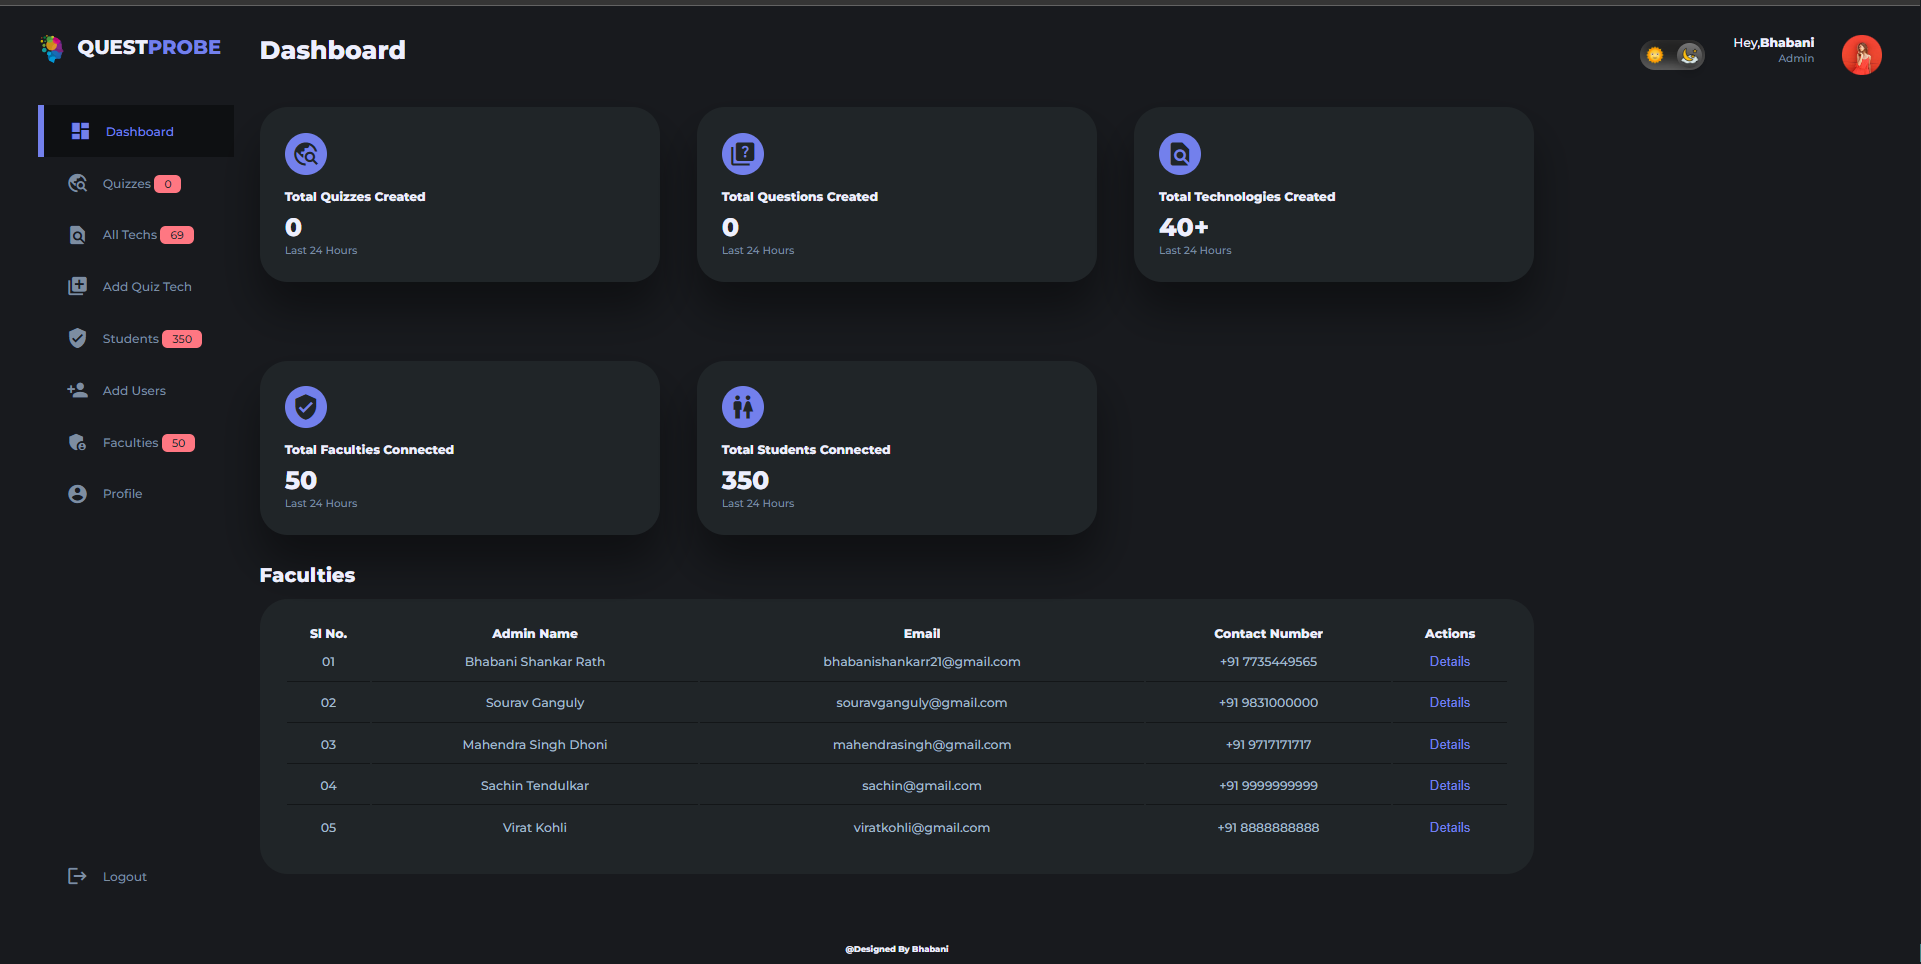 QUESTPROBE
Dashboard
Hey,Bhabani
Admin
Dashboard
Quizzes 0
All Techs 69
Add Quiz Tech
Students 350
Add Users
Faculties 50
Profile
Logout
Total Quizzes Created
0
Last 24 Hours
Total Questions Created
0
Last 24 Hours
Total Technologies Created
40+
Last 24 Hours
Total Faculties Connected
50
Last 24 Hours
Total Students Connected
350
Last 24 Hours
Faculties
Sl No. Admin Name Email Contact Number Actions
01 Bhabani Shankar Rath bhabanishankarr21@gmail.com +91 7735449565 Details
02 Sourav Ganguly souravganguly@gmail.com +91 9831000000 Details
03 Mahendra Singh Dhoni mahendrasingh@gmail.com +91 9717171717 Details
04 Sachin Tendulkar sachin@gmail.com +91 9999999999 Details
05 Virat Kohli viratkohli@gmail.com +91 8888888888 Details
@Designed By Bhabani